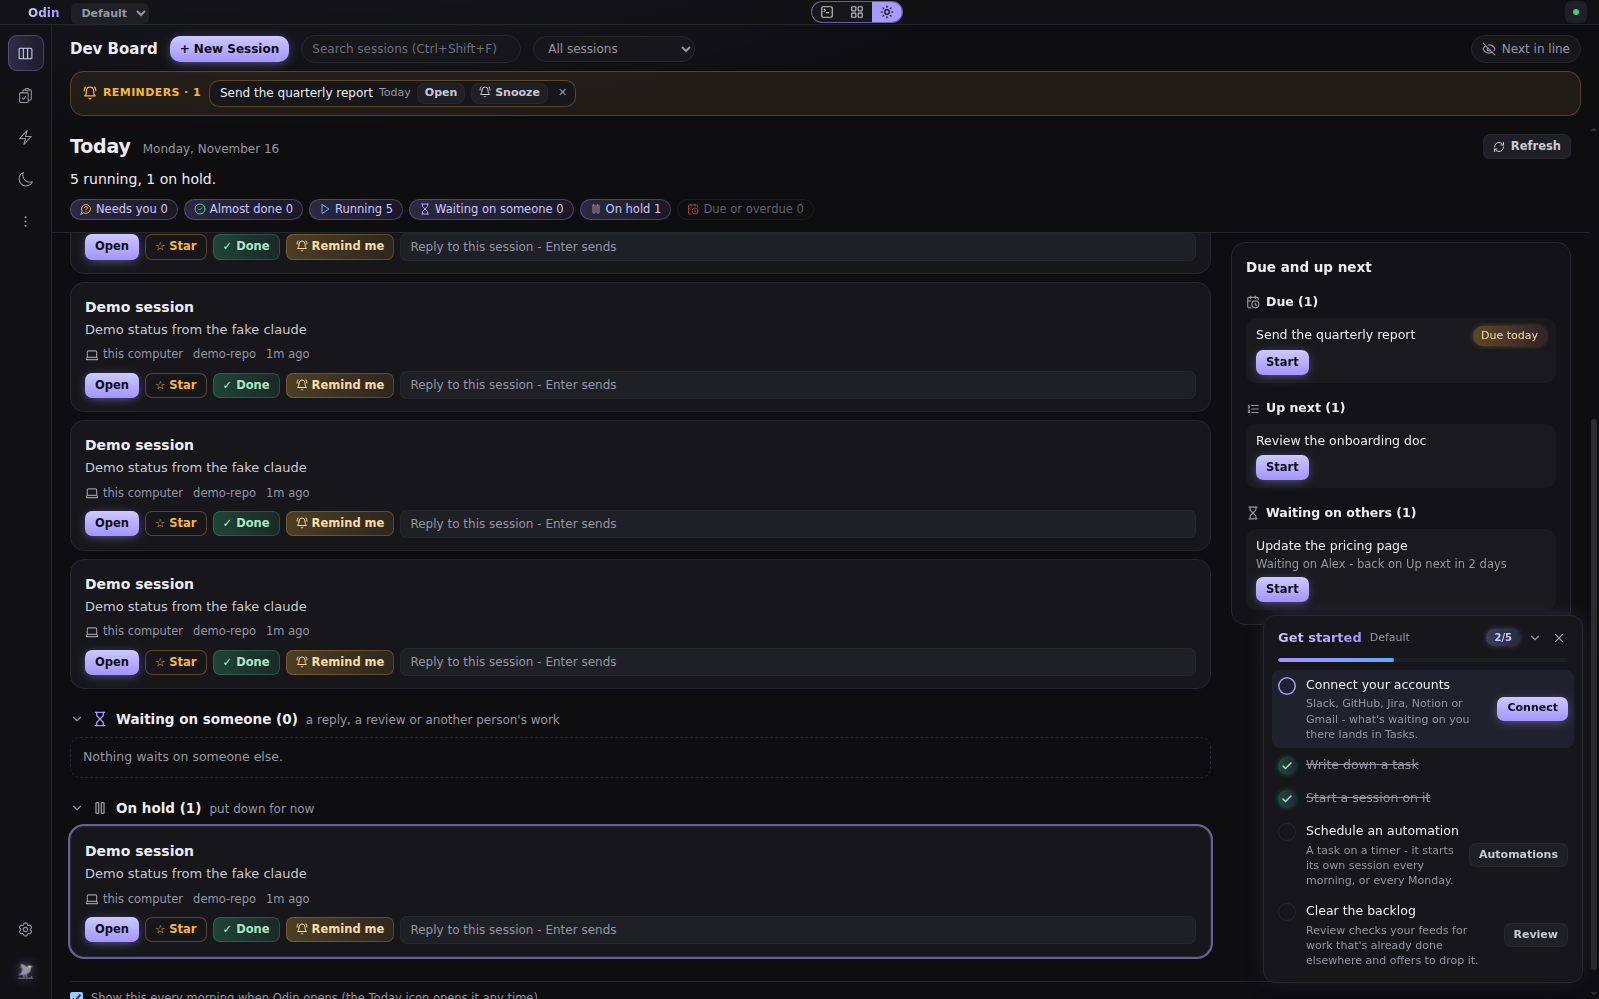 Odin Default
Dev Board + New Session Search sessions (Ctrl+Shift+F) All sessions Next in line
REMINDERS · 1 Send the quarterly report Today Open Snooze ×
Today Monday, November 16 Refresh
5 running, 1 on hold.
Needs you 0 Almost done 0 Running 5 Waiting on someone 0 On hold 1 Due or overdue 0
Open ☆ Star ✓ Done Remind me Reply to this session - Enter sends
Demo session
Demo status from the fake claude
this computer demo-repo 1m ago
Open ☆ Star ✓ Done Remind me Reply to this session - Enter sends
Demo session
Demo status from the fake claude
this computer demo-repo 1m ago
Open ☆ Star ✓ Done Remind me Reply to this session - Enter sends
Demo session
Demo status from the fake claude
this computer demo-repo 1m ago
Open ☆ Star ✓ Done Remind me Reply to this session - Enter sends
Waiting on someone (0) a reply, a review or another person's work
Nothing waits on someone else.
On hold (1) put down for now
Demo session
Demo status from the fake claude
this computer demo-repo 1m ago
Open ☆ Star ✓ Done Remind me Reply to this session - Enter sends
Show this every morning when Odin opens (the Today icon opens it any time)
Due and up next
Due (1)
Send the quarterly report Due today
Start
Up next (1)
Review the onboarding doc
Start
Waiting on others (1)
Update the pricing page
Waiting on Alex - back on Up next in 2 days
Start
Get started Default 2/5
Connect your accounts
Slack, GitHub, Jira, Notion or
Gmail - what's waiting on you
there lands in Tasks.
Connect
Write down a task
Start a session on it
Schedule an automation
A task on a timer - it starts
its own session every
morning, or every Monday.
Automations
Clear the backlog
Review checks your feeds for
work that's already done
elsewhere and offers to drop it.
Review